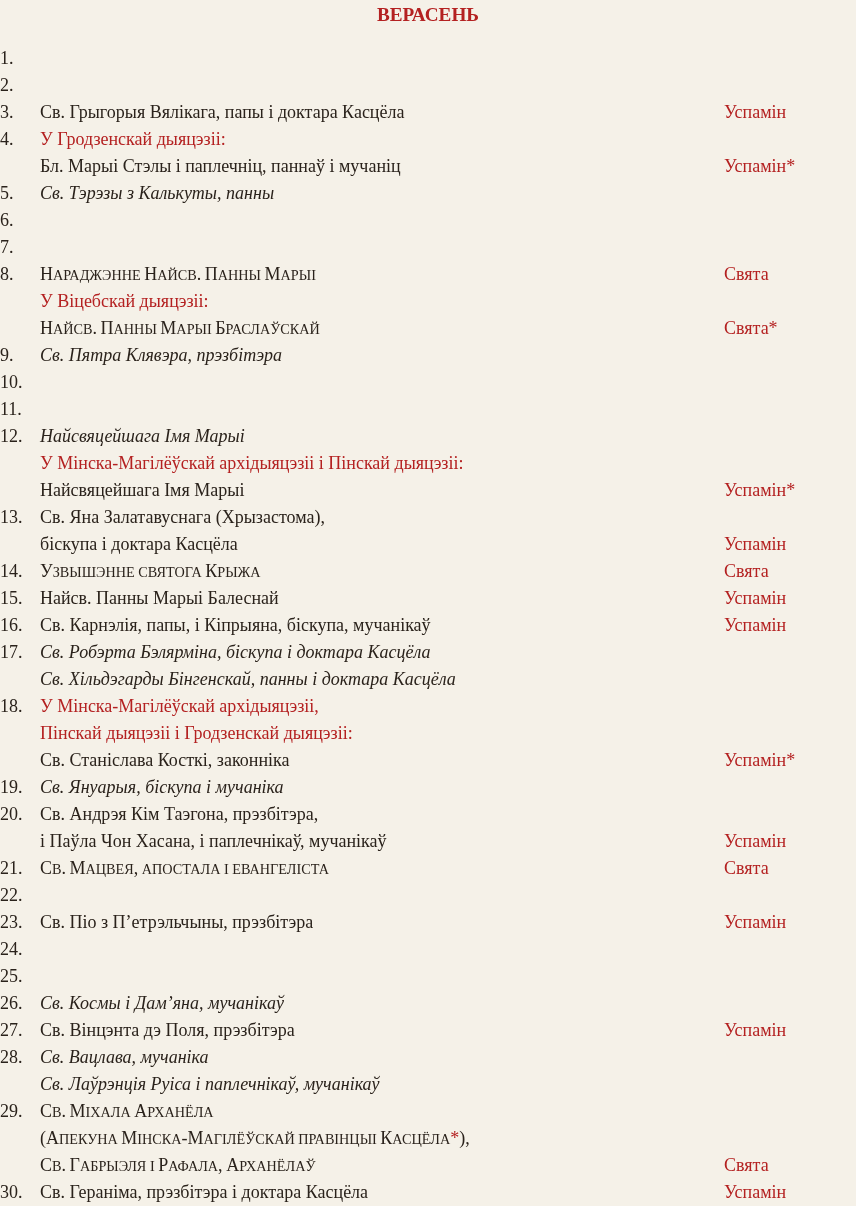 ВЕРАСЕНЬ
1.
2.
3. Св. Грыгорыя Вялікага, папы і доктара Касцёла Успамін
4. У Гродзенскай дыяцэзіі:
Бл. Марыі Стэлы і паплечніц, паннаў і мучаніц Успамін*
5. Св. Тэрэзы з Калькуты, панны
6.
7.
8. Нараджэнне Найсв. Панны Марыі Свята
У Віцебскай дыяцэзіі:
Найсв. Панны Марыі Браслаўскай Свята*
9. Св. Пятра Клявэра, прэзбітэра
10.
11.
12. Найсвяцейшага Імя Марыі
У Мінска-Магілёўскай архідыяцэзіі і Пінскай дыяцэзіі:
Найсвяцейшага Імя Марыі Успамін*
13. Св. Яна Залатавуснага (Хрызастома),
біскупа і доктара Касцёла Успамін
14. Узвышэнне святога Крыжа Свята
15. Найсв. Панны Марыі Балеснай Успамін
16. Св. Карнэлія, папы, і Кіпрыяна, біскупа, мучанікаў Успамін
17. Св. Робэрта Бэлярміна, біскупа і доктара Касцёла
Св. Хільдэгарды Бінгенскай, панны і доктара Касцёла
18. У Мінска-Магілёўскай архідыяцэзіі,
Пінскай дыяцэзіі і Гродзенскай дыяцэзіі:
Св. Станіслава Косткі, законніка Успамін*
19. Св. Януарыя, біскупа і мучаніка
20. Св. Андрэя Кім Таэгона, прэзбітэра,
і Паўла Чон Хасана, і паплечнікаў, мучанікаў Успамін
21. Св. Мацвея, апостала і евангеліста Свята
22.
23. Св. Піо з П’етрэльчыны, прэзбітэра Успамін
24.
25.
26. Св. Космы і Дам’яна, мучанікаў
27. Св. Вінцэнта дэ Поля, прэзбітэра Успамін
28. Св. Вацлава, мучаніка
Св. Лаўрэнція Руіса і паплечнікаў, мучанікаў
29. Св. Міхала Арханёла
(Апекуна Мінска-Магілёўскай правінцыі Касцёла*),
Св. Габрыэля і Рафала, Арханёлаў Свята
30. Св. Гераніма, прэзбітэра і доктара Касцёла Успамін